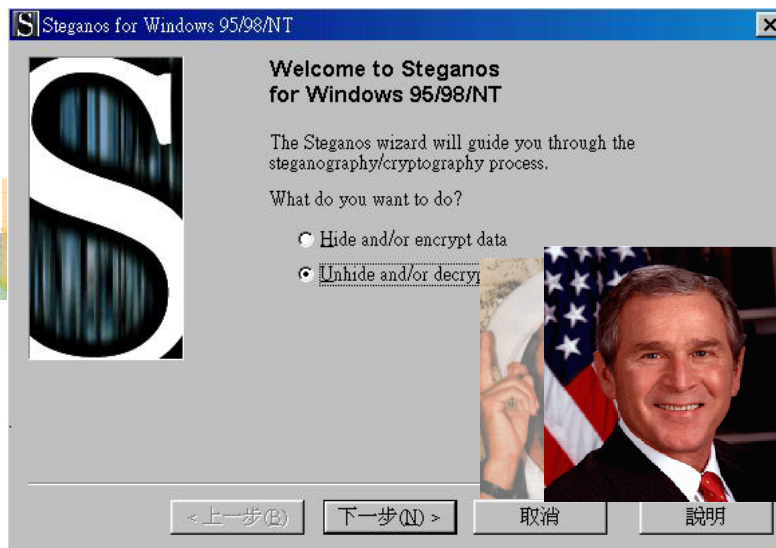 Steganos for Windows 95/98/NT
Welcome to Steganos
for Windows 95/98/NT
The Steganos wizard will guide you through the
steganography/cryptography process.
What do you want to do?
Hide and/or encrypt data
Unhide and/or decryp
<上一步(B)
下一步(N) >
取消
說明